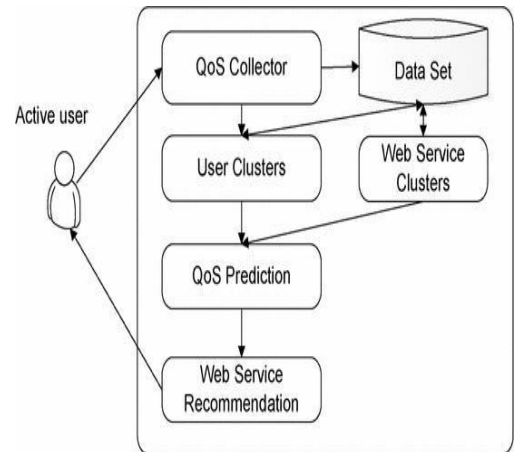 QoS Collector
Data Set
Active user
User Clusters
Web Service
Clusters
QoS Prediction
Web Service
Recommendation